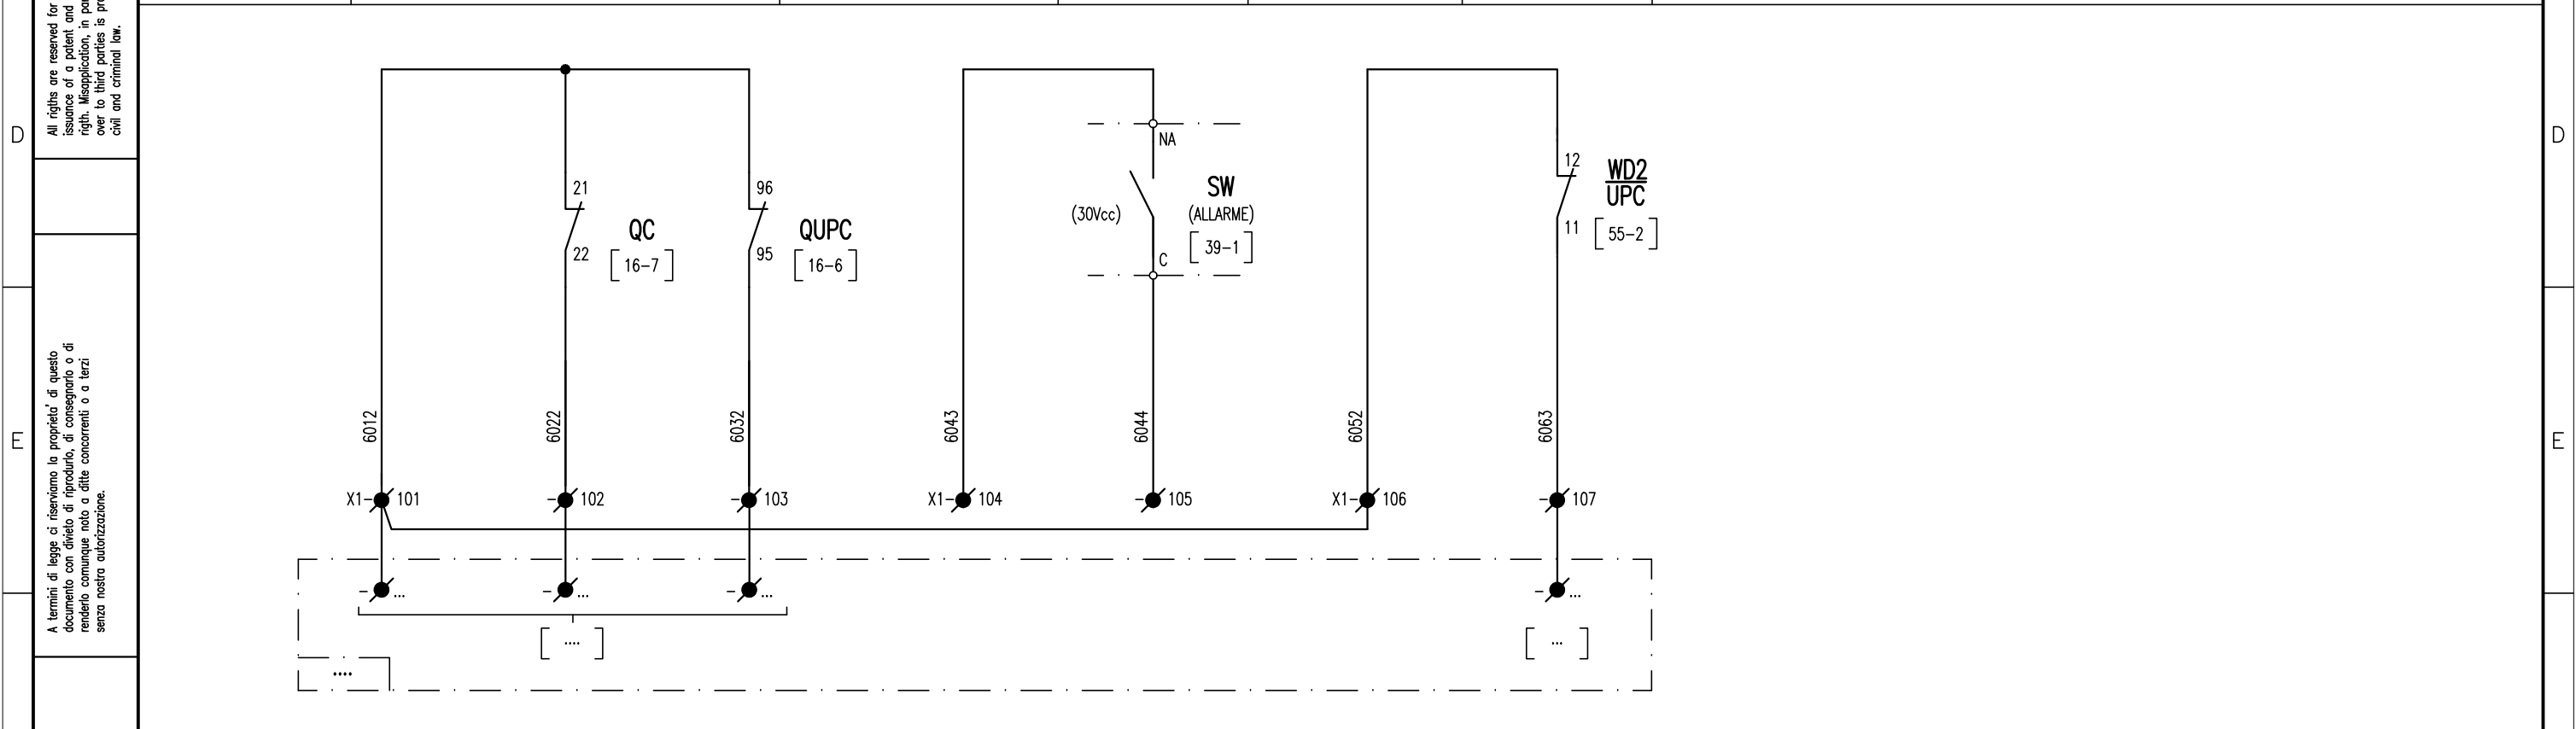 All rigths are reserved for
issuance of a patent and
rigth. Misapplication, in pa
over to third parties is pr
civil and criminal law.
D
D
NA
12
WD2
UPC
21
96
SW
(30Vcc)
(ALLARME)
QC
QUPC
11
[55-2]
22
95
[39-1]
C
[16-7]
[16-6]
A termini di legge ci riserviamo la proprieta' di questo
documento con divieto di riprodurlo, di consegnarlo o di
renderlo comunque noto a ditte concorrenti o a terzi
senza nostra autorizzazione.
E
E
6012
6022
6032
6043
6044
6052
6063
X1- 101
- 102
- 103
X1- 104
- 105
X1- 106
- 107
- ...
- ...
- ...
- ...
[ .... ]
[ ... ]
....